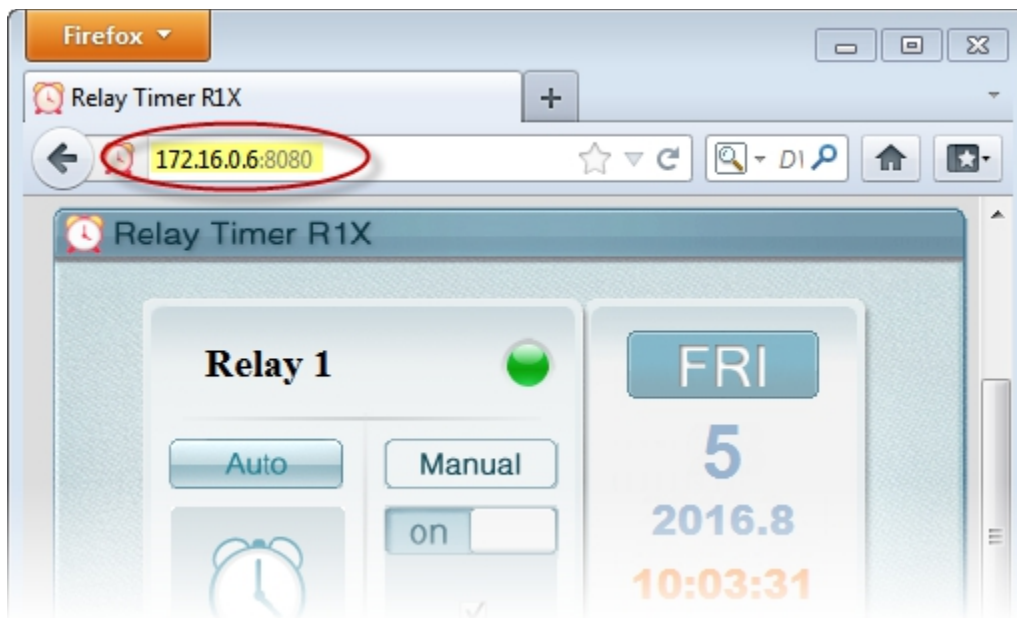 Firefox
Relay Timer R1X
172.16.0.6:8080
Relay Timer R1X
Relay 1
FRI
Auto
Manual
5
on
2016.8
10:03:31